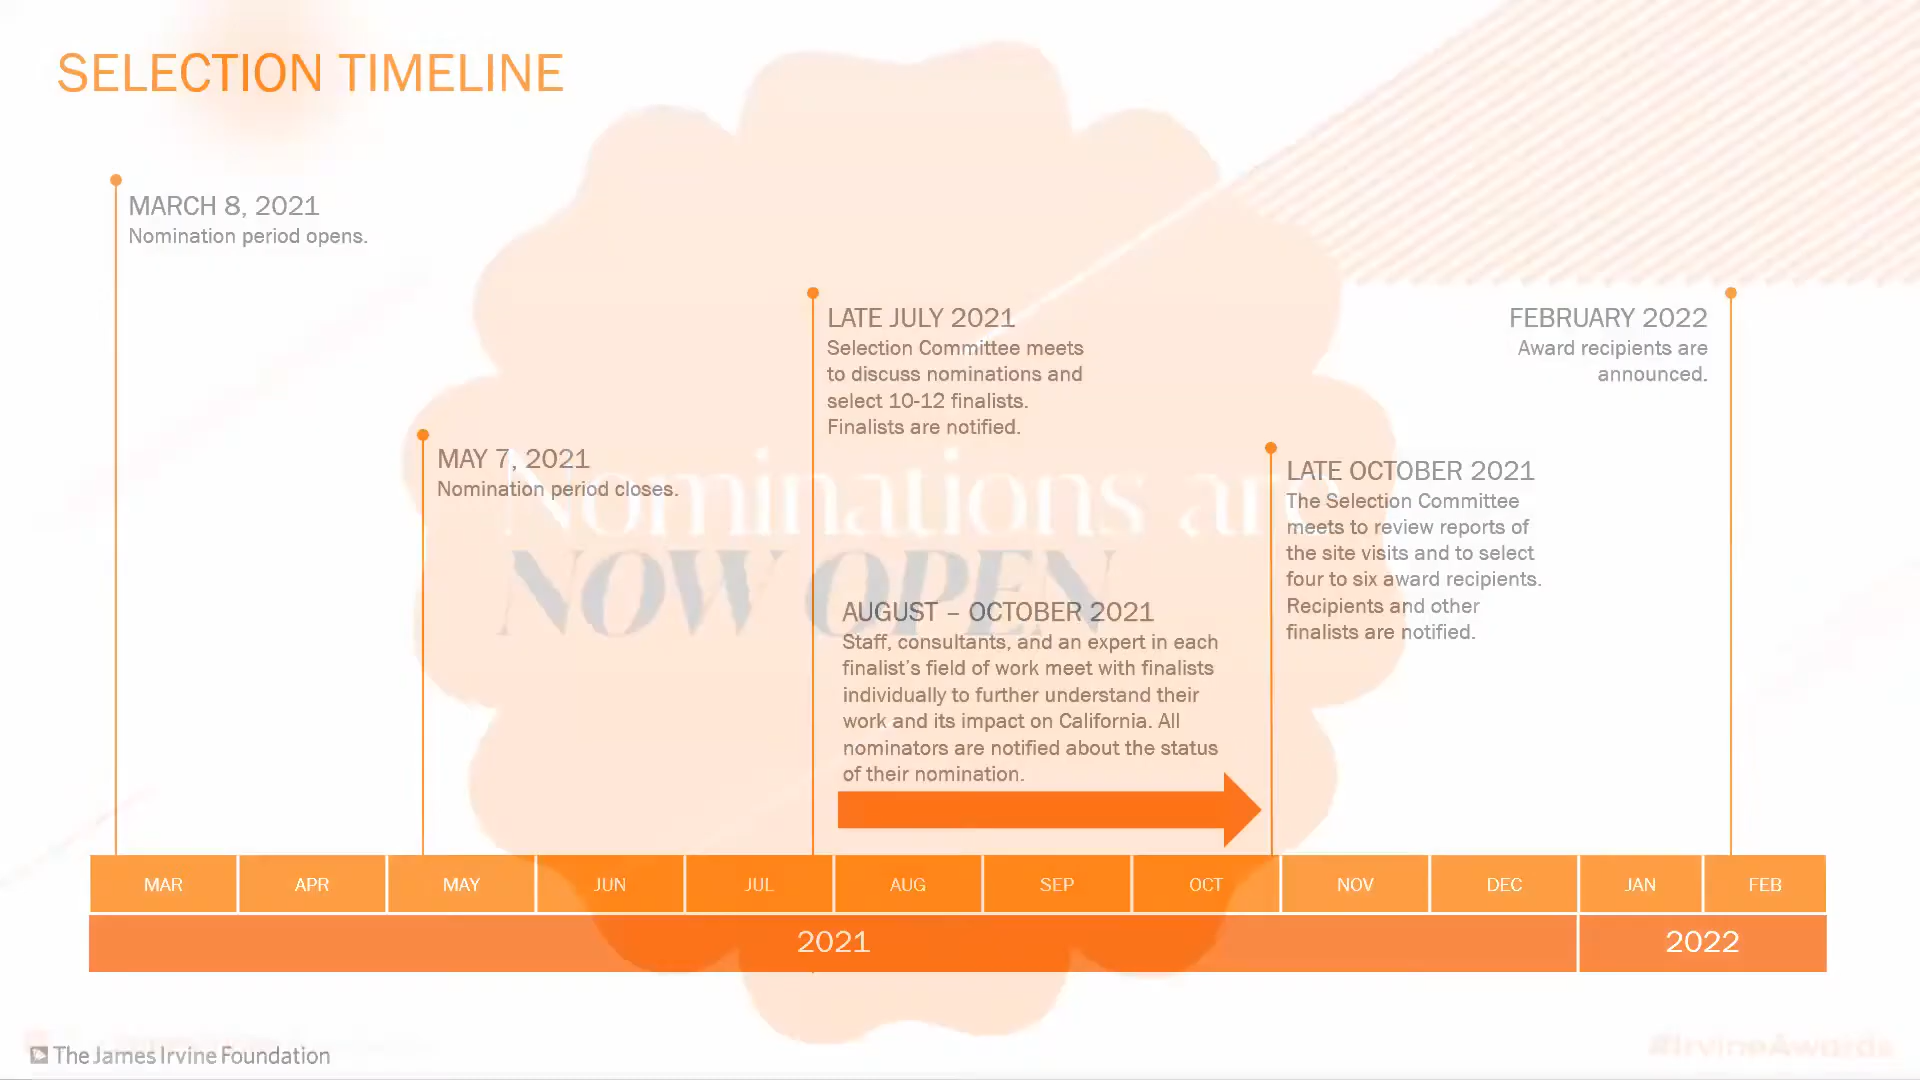 SELECTION TIMELINE
MARCH 8, 2021
Nomination period opens.
LATE JULY 2021
Selection Committee meets
to discuss nominations and
select 10-12 finalists.
Finalists are notified.
FEBRUARY 2022
Award recipients are
announced.
MAY 7, 2021
Nomination period closes.
LATE OCTOBER 2021
The Selection Committee
meets to review reports of
the site visits and to select
four to six award recipients.
Recipients and other
finalists are notified.
Nominations are
NOW OPEN
AUGUST – OCTOBER 2021
Staff, consultants, and an expert in each
finalist's field of work meet with finalists
individually to further understand their
work and its impact on California. All
nominators are notified about the status
of their nomination.
MAR APR MAY JUN JUL AUG SEP OCT NOV DEC JAN FEB
2021 2022
The James Irvine Foundation
#IrvineAwards